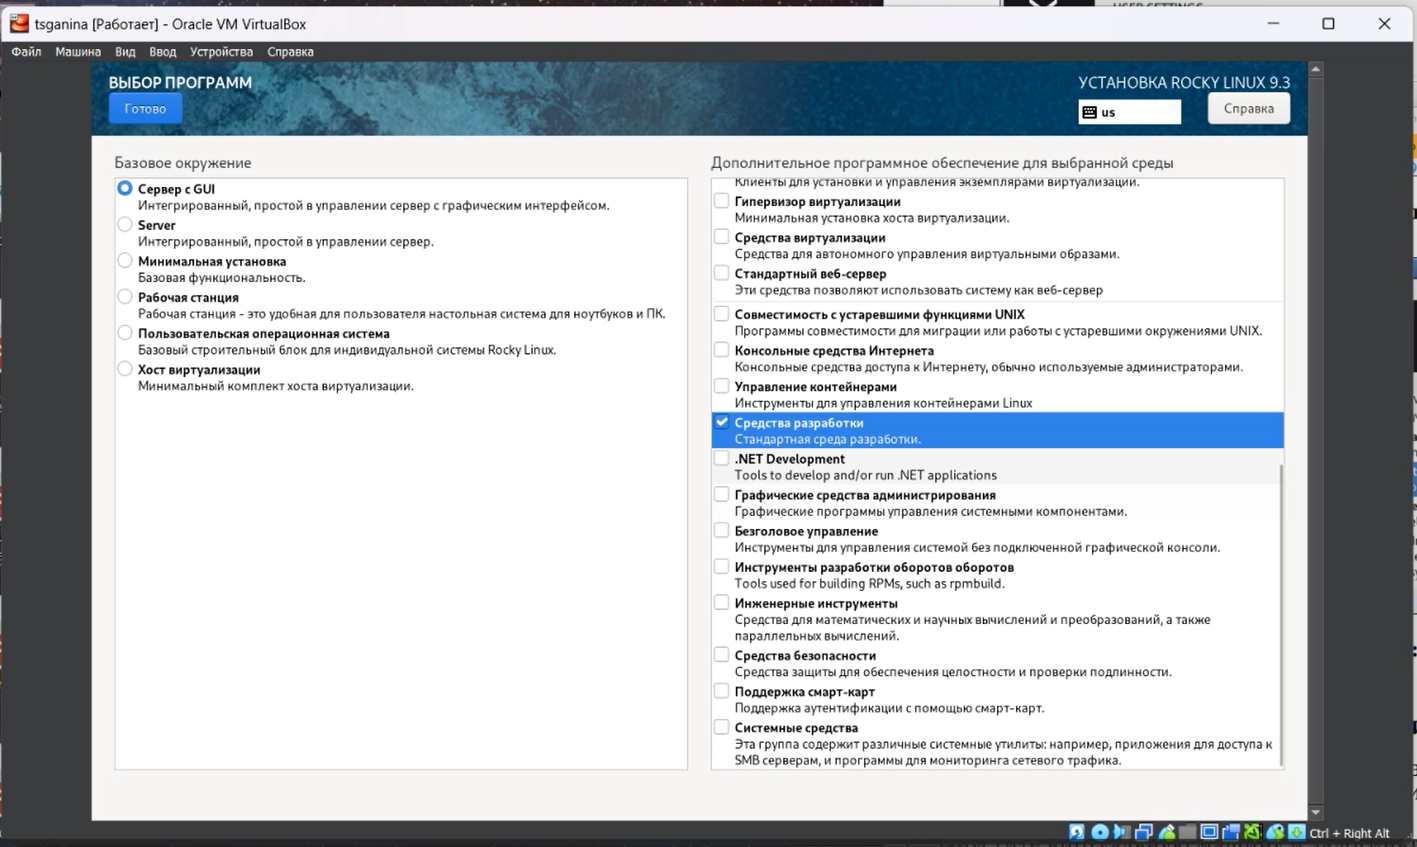 USER SETTINGS
tsganina [Работает] - Oracle VM VirtualBox
Файл Машина Вид Ввод Устройства Справка
ВЫБОР ПРОГРАММ
УСТАНОВКА ROCKY LINUX 9.3
Готово
us
Справка
Базовое окружение
Сервер с GUI
Интегрированный, простой в управлении сервер с графическим интерфейсом.
Server
Интегрированный, простой в управлении сервер.
Минимальная установка
Базовая функциональность.
Рабочая станция
Рабочая станция - это удобная для пользователя настольная система для ноутбуков и ПК.
Пользовательская операционная система
Базовый строительный блок для индивидуальной системы Rocky Linux.
Хост виртуализации
Минимальный комплект хоста виртуализации.
Дополнительное программное обеспечение для выбранной среды
Клиенты для установки и управления экземплярами виртуализации.
Гипервизор виртуализации
Минимальная установка хоста виртуализации.
Средства виртуализации
Средства для автономного управления виртуальными образами.
Стандартный веб-сервер
Эти средства позволяют использовать систему как веб-сервер
Совместимость с устаревшими функциями UNIX
Программы совместимости для миграции или работы с устаревшими окружениями UNIX.
Консольные средства Интернета
Консольные средства доступа к Интернету, обычно используемые администраторами.
Управление контейнерами
Инструменты для управления контейнерами Linux
Средства разработки
Стандартная среда разработки.
.NET Development
Tools to develop and/or run .NET applications
Графические средства администрирования
Графические программы управления системными компонентами.
Безголовое управление
Инструменты для управления системой без подключенной графической консоли.
Инструменты разработки оборотов оборотов
Tools used for building RPMs, such as rpmbuild.
Инженерные инструменты
Средства для математических и научных вычислений и преобразований, а также
параллельных вычислений.
Средства безопасности
Средства защиты для обеспечения целостности и проверки подлинности.
Поддержка смарт-карт
Поддержка аутентификации с помощью смарт-карт.
Системные средства
Эта группа содержит различные системные утилиты: например, приложения для доступа к
SMB серверам, и программы для мониторинга сетевого трафика.
Ctrl + Right Alt